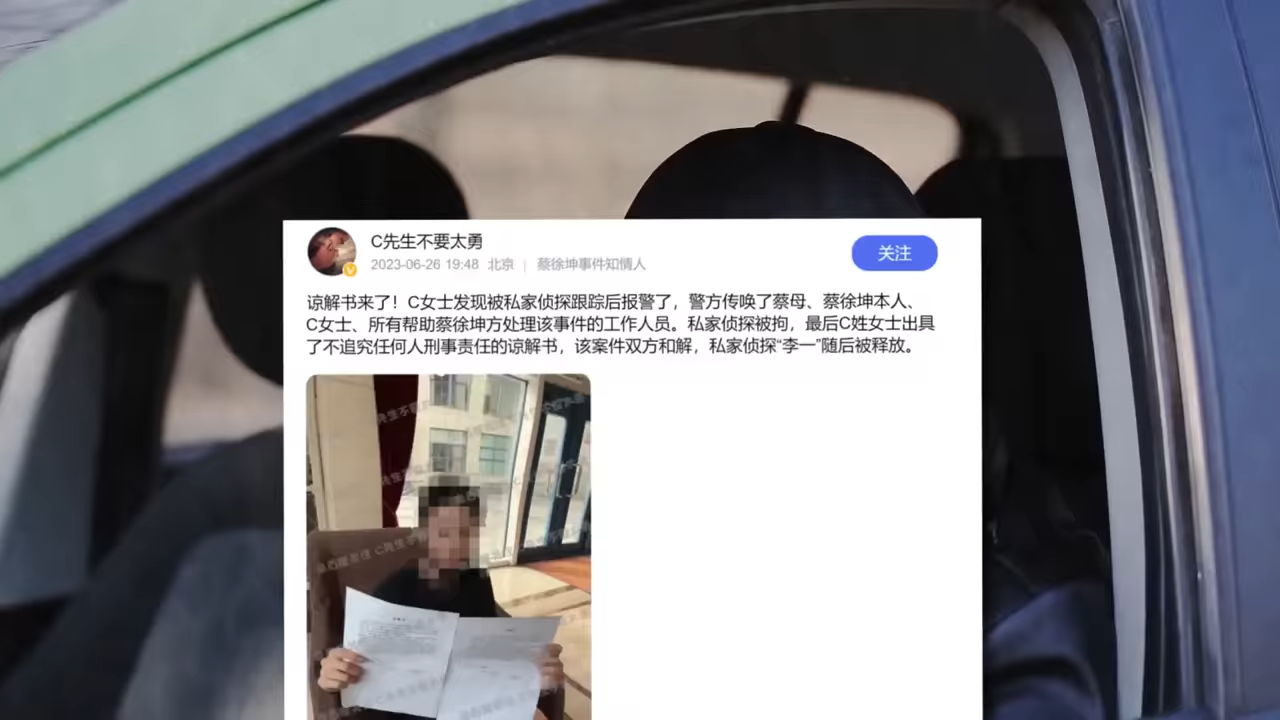 C先生不要太勇
2023-06-26 19:48 北京 | 蔡徐坤事件知情人
关注
谅解书来了！C女士发现被私家侦探跟踪后报警了，警方传唤了蔡母、蔡徐坤本人、
C女士、所有帮助蔡徐坤方处理该事件的工作人员。私家侦探被拘，最后C姓女士出具
了不追究任何人刑事责任的谅解书，该案件双方和解，私家侦探“李一”随后被释放。